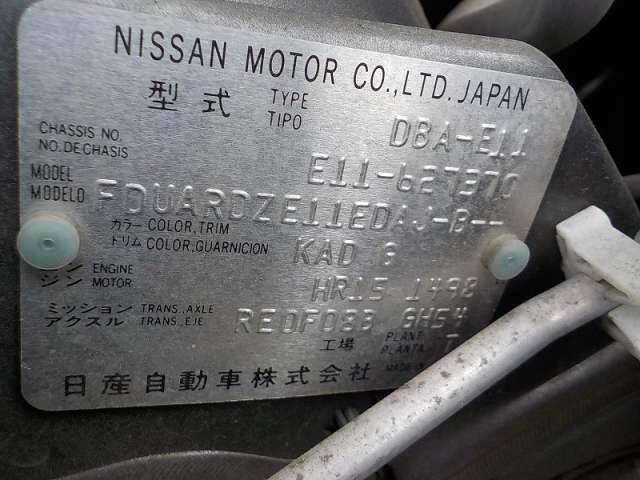 NISSAN MOTOR CO.,LTD. JAPAN
型式 TYPE TIPO DBA-E11
CHASSIS NO. NO.DE.CHASIS E11-627370
MODEL MODELO FDUARDZE11EDAJ-B--
カラー COLOR,TRIM
トリム COLOR,GUARNICION KAD G
エンジン ENGINE MOTOR HR15 1498
ミッション TRANS.,AXLE
アクスル TRANS.,EJE RE0F08B GH54
工場 PLANT PLANTA
日産自動車株式会社 MADE IN